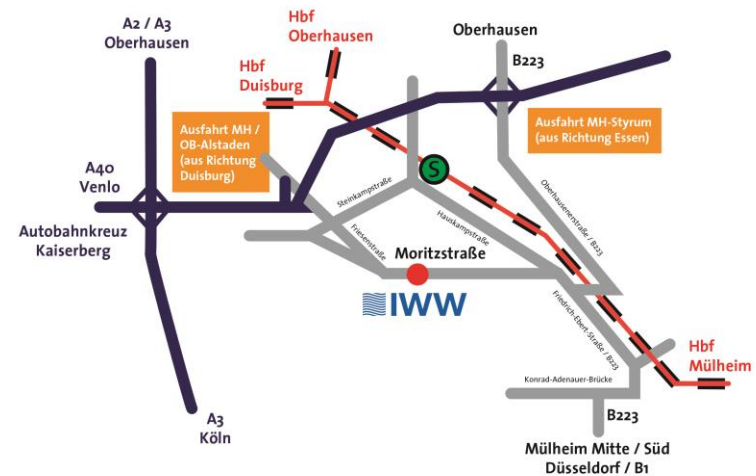 A2 / A3
Oberhausen
Hbf
Oberhausen
Hbf
Duisburg
Oberhausen
B223
Ausfahrt MH /
OB-Alstaden
(aus Richtung
Duisburg)
Ausfahrt MH-Styrum
(aus Richtung Essen)
A40
Venlo
Autobahnkreuz
Kaiserberg
S
Steinkampstraße
Friesenstraße
Hauskampstraße
Oberhausenerstraße / B223
Moritzstraße
IWW
Friedrich-Ebert-Straße / B223
Hbf
Mülheim
Konrad-Adenauer-Brücke
A3
Köln
B223
Mülheim Mitte / Süd
Düsseldorf / B1